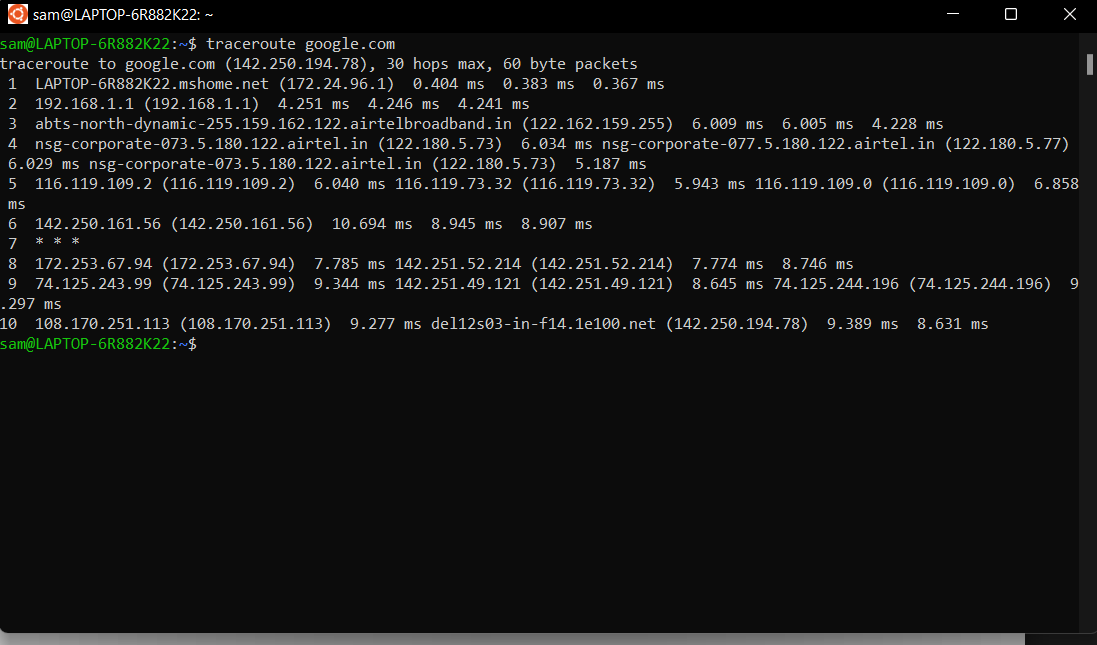 sam@LAPTOP-6R882K22: ~
sam@LAPTOP-6R882K22:~$ traceroute google.com
traceroute to google.com (142.250.194.78), 30 hops max, 60 byte packets
 1  LAPTOP-6R882K22.mshome.net (172.24.96.1)  0.404 ms  0.383 ms  0.367 ms
 2  192.168.1.1 (192.168.1.1)  4.251 ms  4.246 ms  4.241 ms
 3  abts-north-dynamic-255.159.162.122.airtelbroadband.in (122.162.159.255)  6.009 ms  6.005 ms  4.228 ms
 4  nsg-corporate-073.5.180.122.airtel.in (122.180.5.73)  6.034 ms nsg-corporate-077.5.180.122.airtel.in (122.180.5.77)
 6.029 ms nsg-corporate-073.5.180.122.airtel.in (122.180.5.73)  5.187 ms
 5  116.119.109.2 (116.119.109.2)  6.040 ms 116.119.73.32 (116.119.73.32)  5.943 ms 116.119.109.0 (116.119.109.0)  6.858
 ms
 6  142.250.161.56 (142.250.161.56)  10.694 ms  8.945 ms  8.907 ms
 7  * * *
 8  172.253.67.94 (172.253.67.94)  7.785 ms 142.251.52.214 (142.251.52.214)  7.774 ms  8.746 ms
 9  74.125.243.99 (74.125.243.99)  9.344 ms 142.251.49.121 (142.251.49.121)  8.645 ms 74.125.244.196 (74.125.244.196)  9
.297 ms
10  108.170.251.113 (108.170.251.113)  9.277 ms del12s03-in-f14.1e100.net (142.250.194.78)  9.389 ms  8.631 ms
sam@LAPTOP-6R882K22:~$